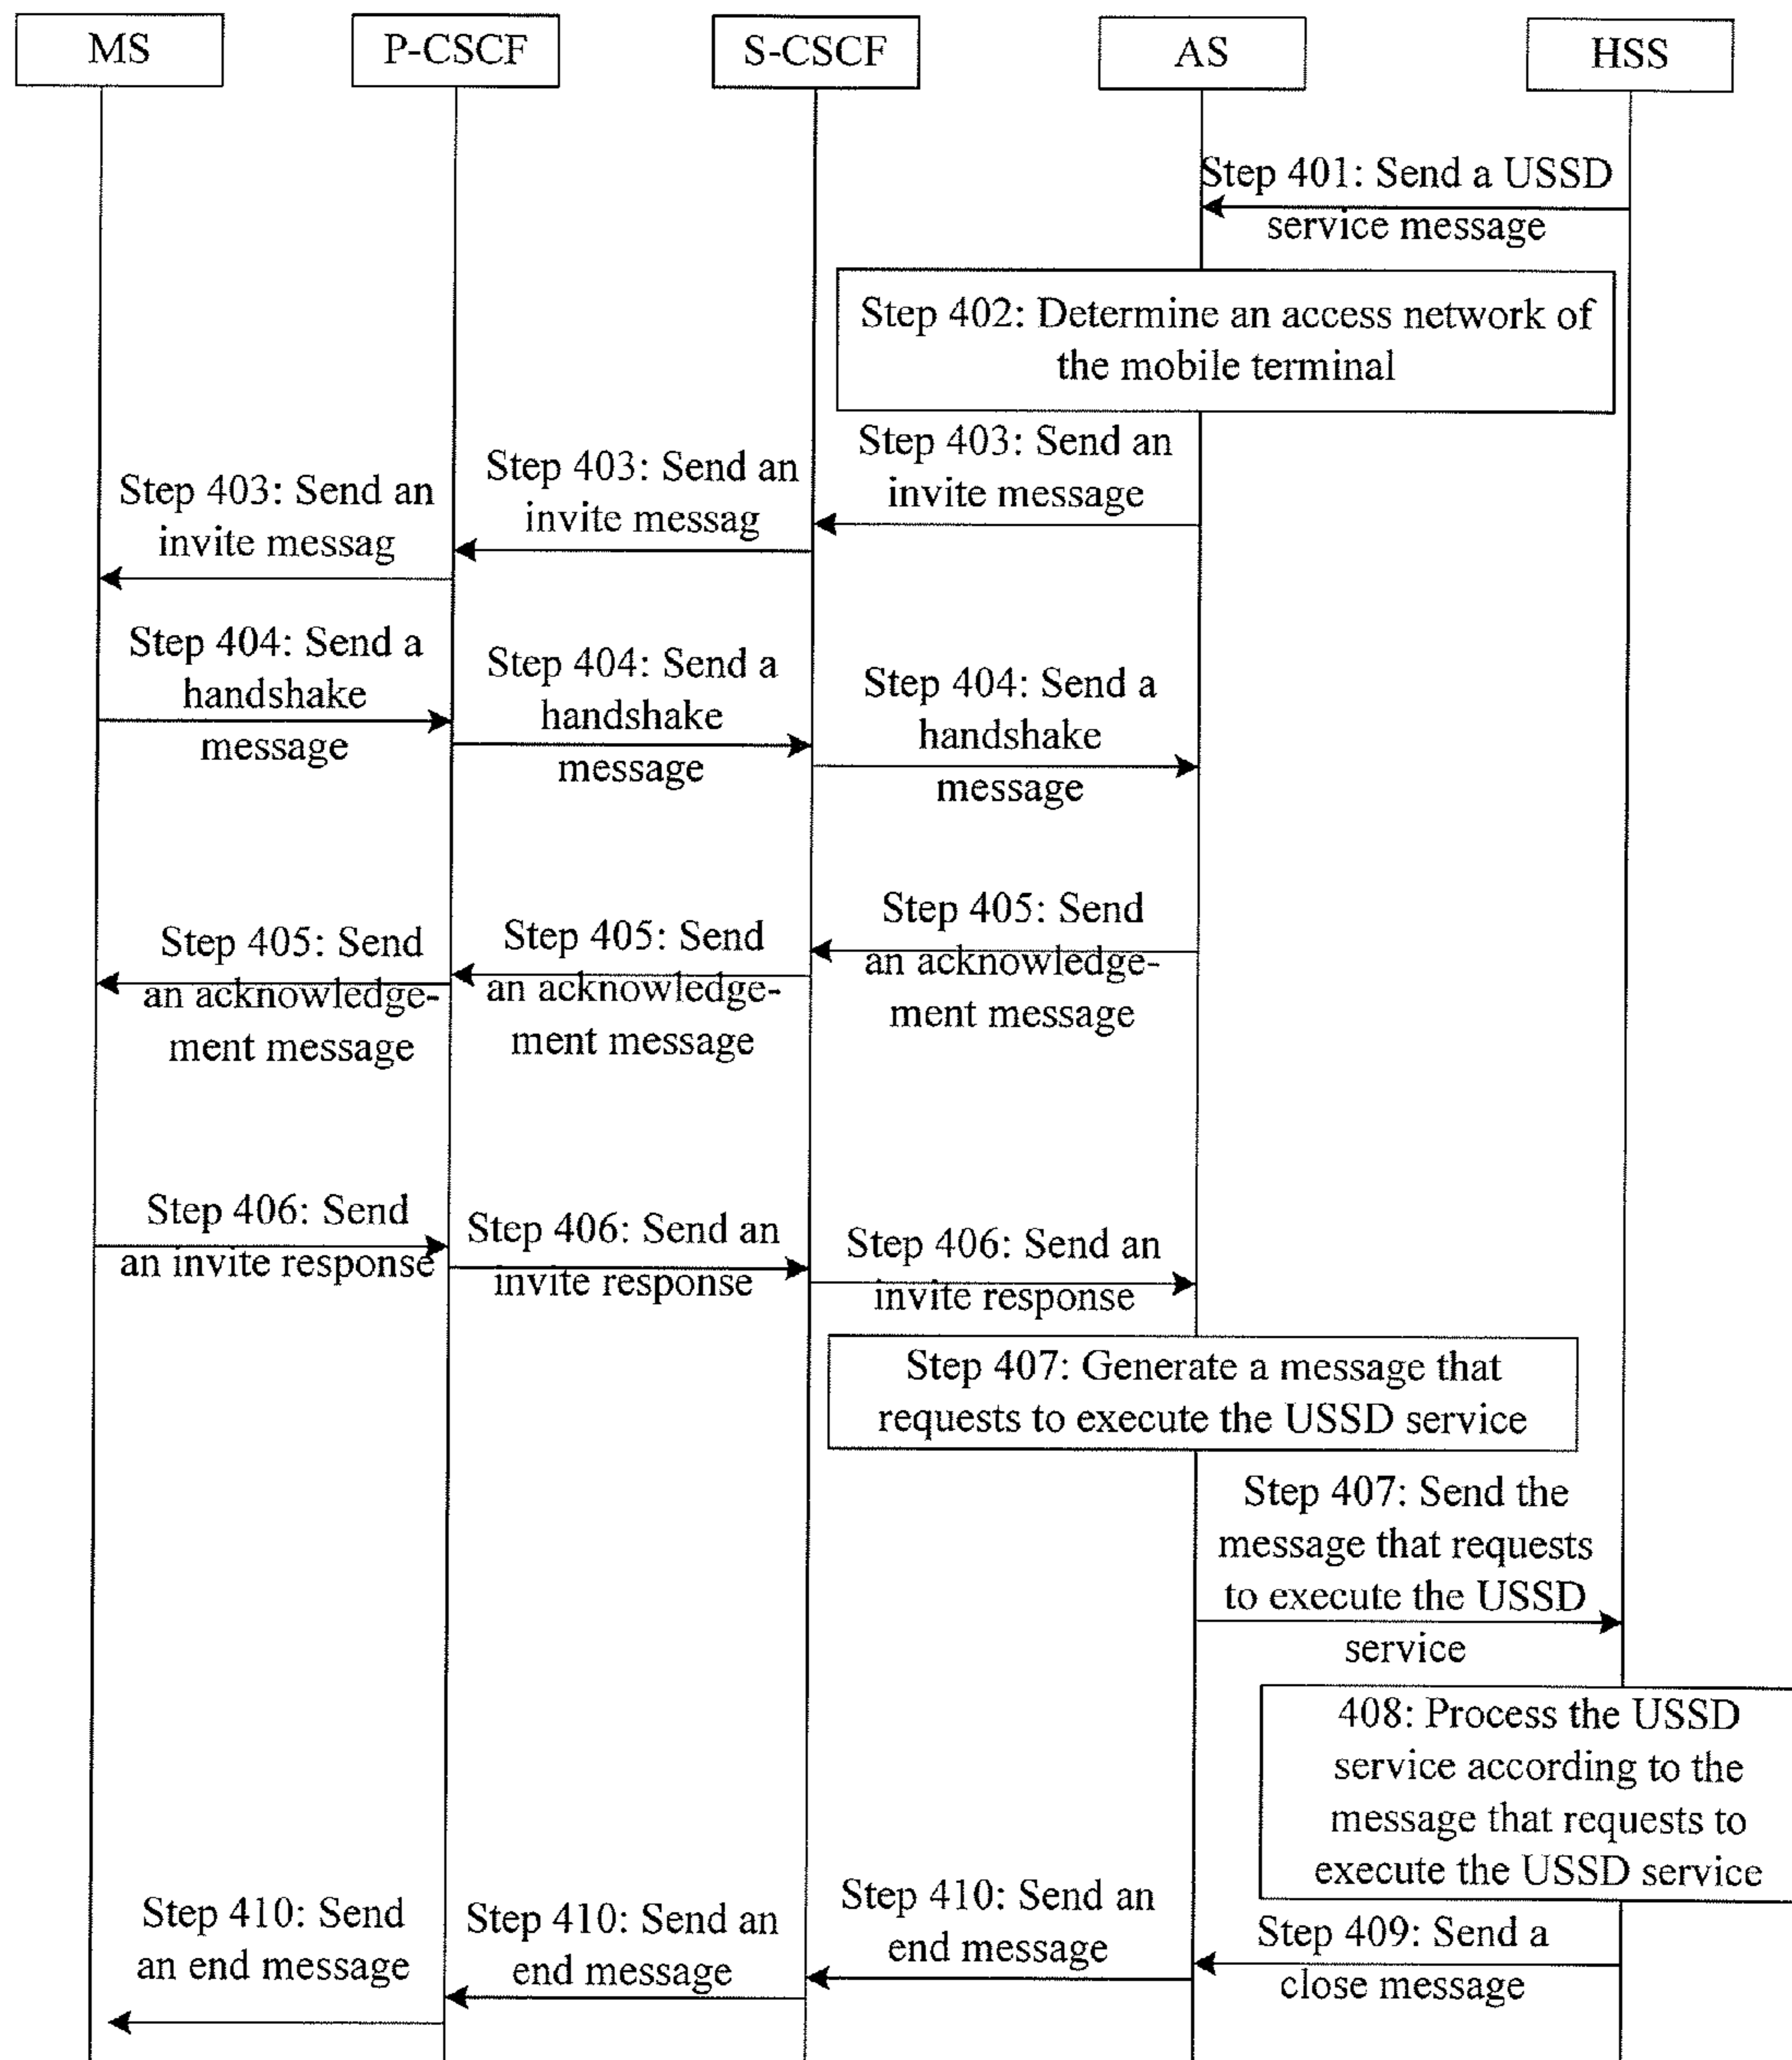 MS
P-CSCF
S-CSCF
AS
HSS
Step 401: Send a USSD
service message
Step 402: Determine an access network of
the mobile terminal
Step 403: Send an
invite message
Step 403: Send an
invite messag
Step 403: Send an
invite messag
Step 404: Send a
handshake
message
Step 404: Send a
handshake
message
Step 404: Send a
handshake
message
Step 405: Send
an acknowledge-
ment message
Step 405: Send
an acknowledge-
ment message
Step 405: Send
an acknowledge-
ment message
Step 406: Send
an invite response
Step 406: Send an
invite response
Step 406: Send an
invite response
Step 407: Generate a message that
requests to execute the USSD service
Step 407: Send the
message that requests
to execute the USSD
service
408: Process the USSD
service according to the
message that requests to
execute the USSD service
Step 409: Send a
close message
Step 410: Send an
end message
Step 410: Send an
end message
Step 410: Send
an end message